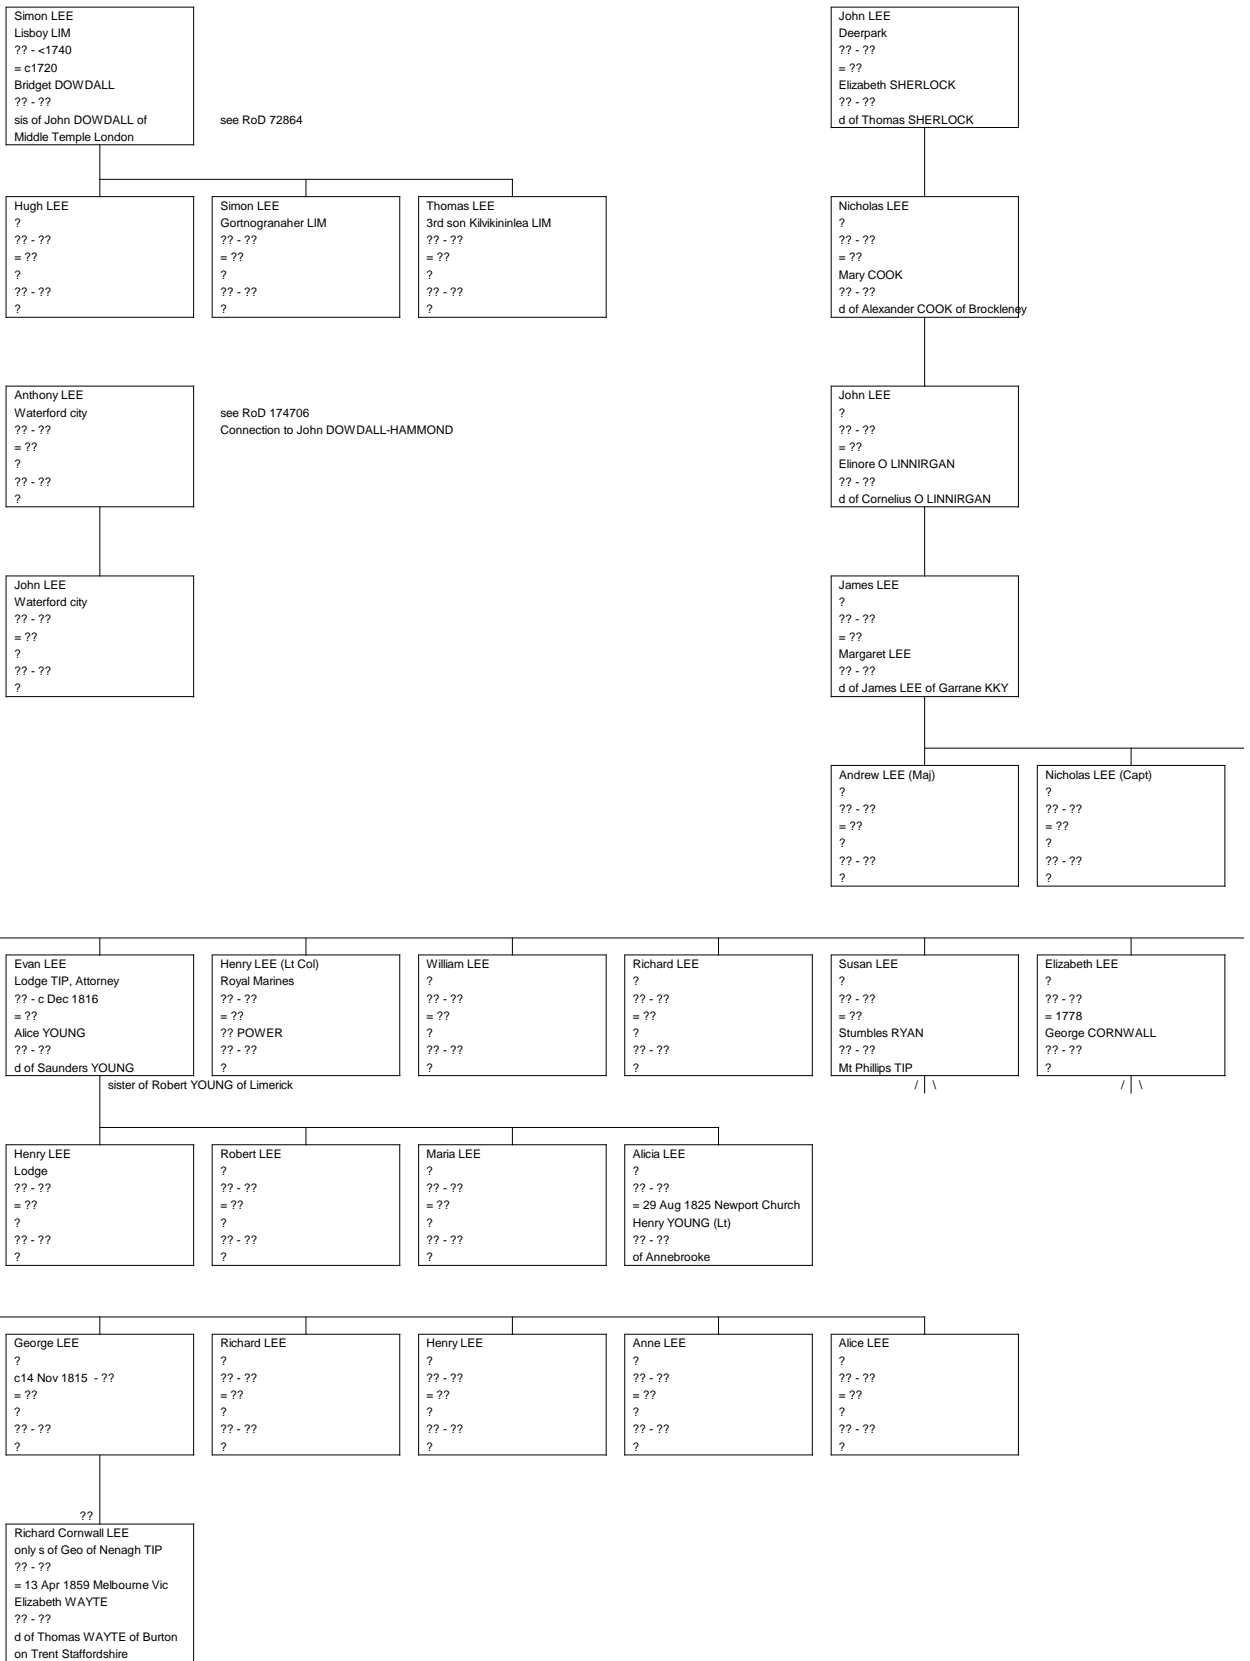 Simon LEE
Lisboy LIM
?? - <1740
= c1720
Bridget DOWDALL
?? - ??
sis of John DOWDALL of
Middle Temple London
see RoD 72864
John LEE
Deerpark
?? - ??
= ??
Elizabeth SHERLOCK
?? - ??
d of Thomas SHERLOCK
Hugh LEE
?
?? - ??
= ??
?
?? - ??
?
Simon LEE
Gortnogranaher LIM
?? - ??
= ??
?
?? - ??
?
Thomas LEE
3rd son Kilvikininlea LIM
?? - ??
= ??
?
?? - ??
?
Nicholas LEE
?
?? - ??
= ??
Mary COOK
?? - ??
d of Alexander COOK of Brockleney
Anthony LEE
Waterford city
?? - ??
= ??
?
?? - ??
?
see RoD 174706
Connection to John DOWDALL-HAMMOND
John LEE
?
?? - ??
= ??
Elinore O LINNIRGAN
?? - ??
d of Cornelius O LINNIRGAN
John LEE
Waterford city
?? - ??
= ??
?
?? - ??
?
James LEE
?
?? - ??
= ??
Margaret LEE
?? - ??
d of James LEE of Garrane KKY
Andrew LEE (Maj)
?
?? - ??
= ??
?
?? - ??
?
Nicholas LEE (Capt)
?
?? - ??
= ??
?
?? - ??
?
Evan LEE
Lodge TIP, Attorney
?? - c Dec 1816
= ??
Alice YOUNG
?? - ??
d of Saunders YOUNG
sister of Robert YOUNG of Limerick
Henry LEE (Lt Col)
Royal Marines
?? - ??
= ??
?? POWER
?? - ??
?
William LEE
?
?? - ??
= ??
?
?? - ??
?
Richard LEE
?
?? - ??
= ??
?
?? - ??
?
Susan LEE
?
?? - ??
= ??
Stumbles RYAN
?? - ??
Mt Phillips TIP
/ \
Elizabeth LEE
?
?? - ??
= 1778
George CORNWALL
?? - ??
?
/ \
Henry LEE
Lodge
?? - ??
= ??
?
?? - ??
?
Robert LEE
?
?? - ??
= ??
?
?? - ??
?
Maria LEE
?
?? - ??
= ??
?
?? - ??
?
Alicia LEE
?
?? - ??
= 29 Aug 1825 Newport Church
Henry YOUNG (Lt)
?? - ??
of Annebrooke
George LEE
?
c14 Nov 1815 - ??
= ??
?
?? - ??
?
Richard LEE
?
?? - ??
= ??
?
?? - ??
?
Henry LEE
?
?? - ??
= ??
?
?? - ??
?
Anne LEE
?
?? - ??
= ??
?
?? - ??
?
Alice LEE
?
?? - ??
= ??
?
?? - ??
?
??
Richard Cornwall LEE
only s of Geo of Nenagh TIP
?? - ??
= 13 Apr 1859 Melbourne Vic
Elizabeth WAYTE
?? - ??
d of Thomas WAYTE of Burton
on Trent Staffordshire